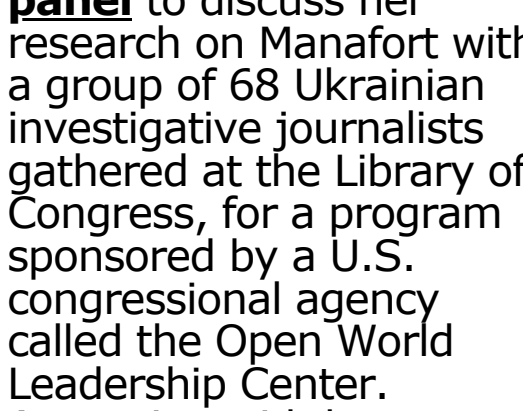 panel to discuss her
research on Manafort with
a group of 68 Ukrainian
investigative journalists
gathered at the Library of
Congress, for a program
sponsored by a U.S.
congressional agency
called the Open World
Leadership Center.